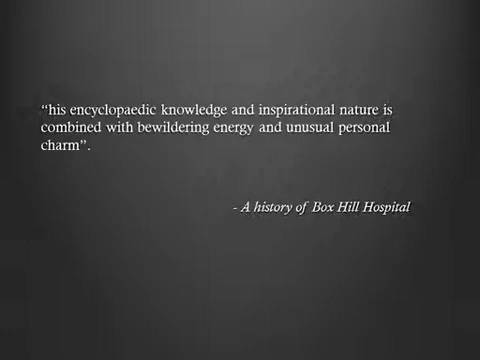 “his encyclopaedic knowledge and inspirational nature is
combined with bewildering energy and unusual personal
charm”.
- A history of Box Hill Hospital